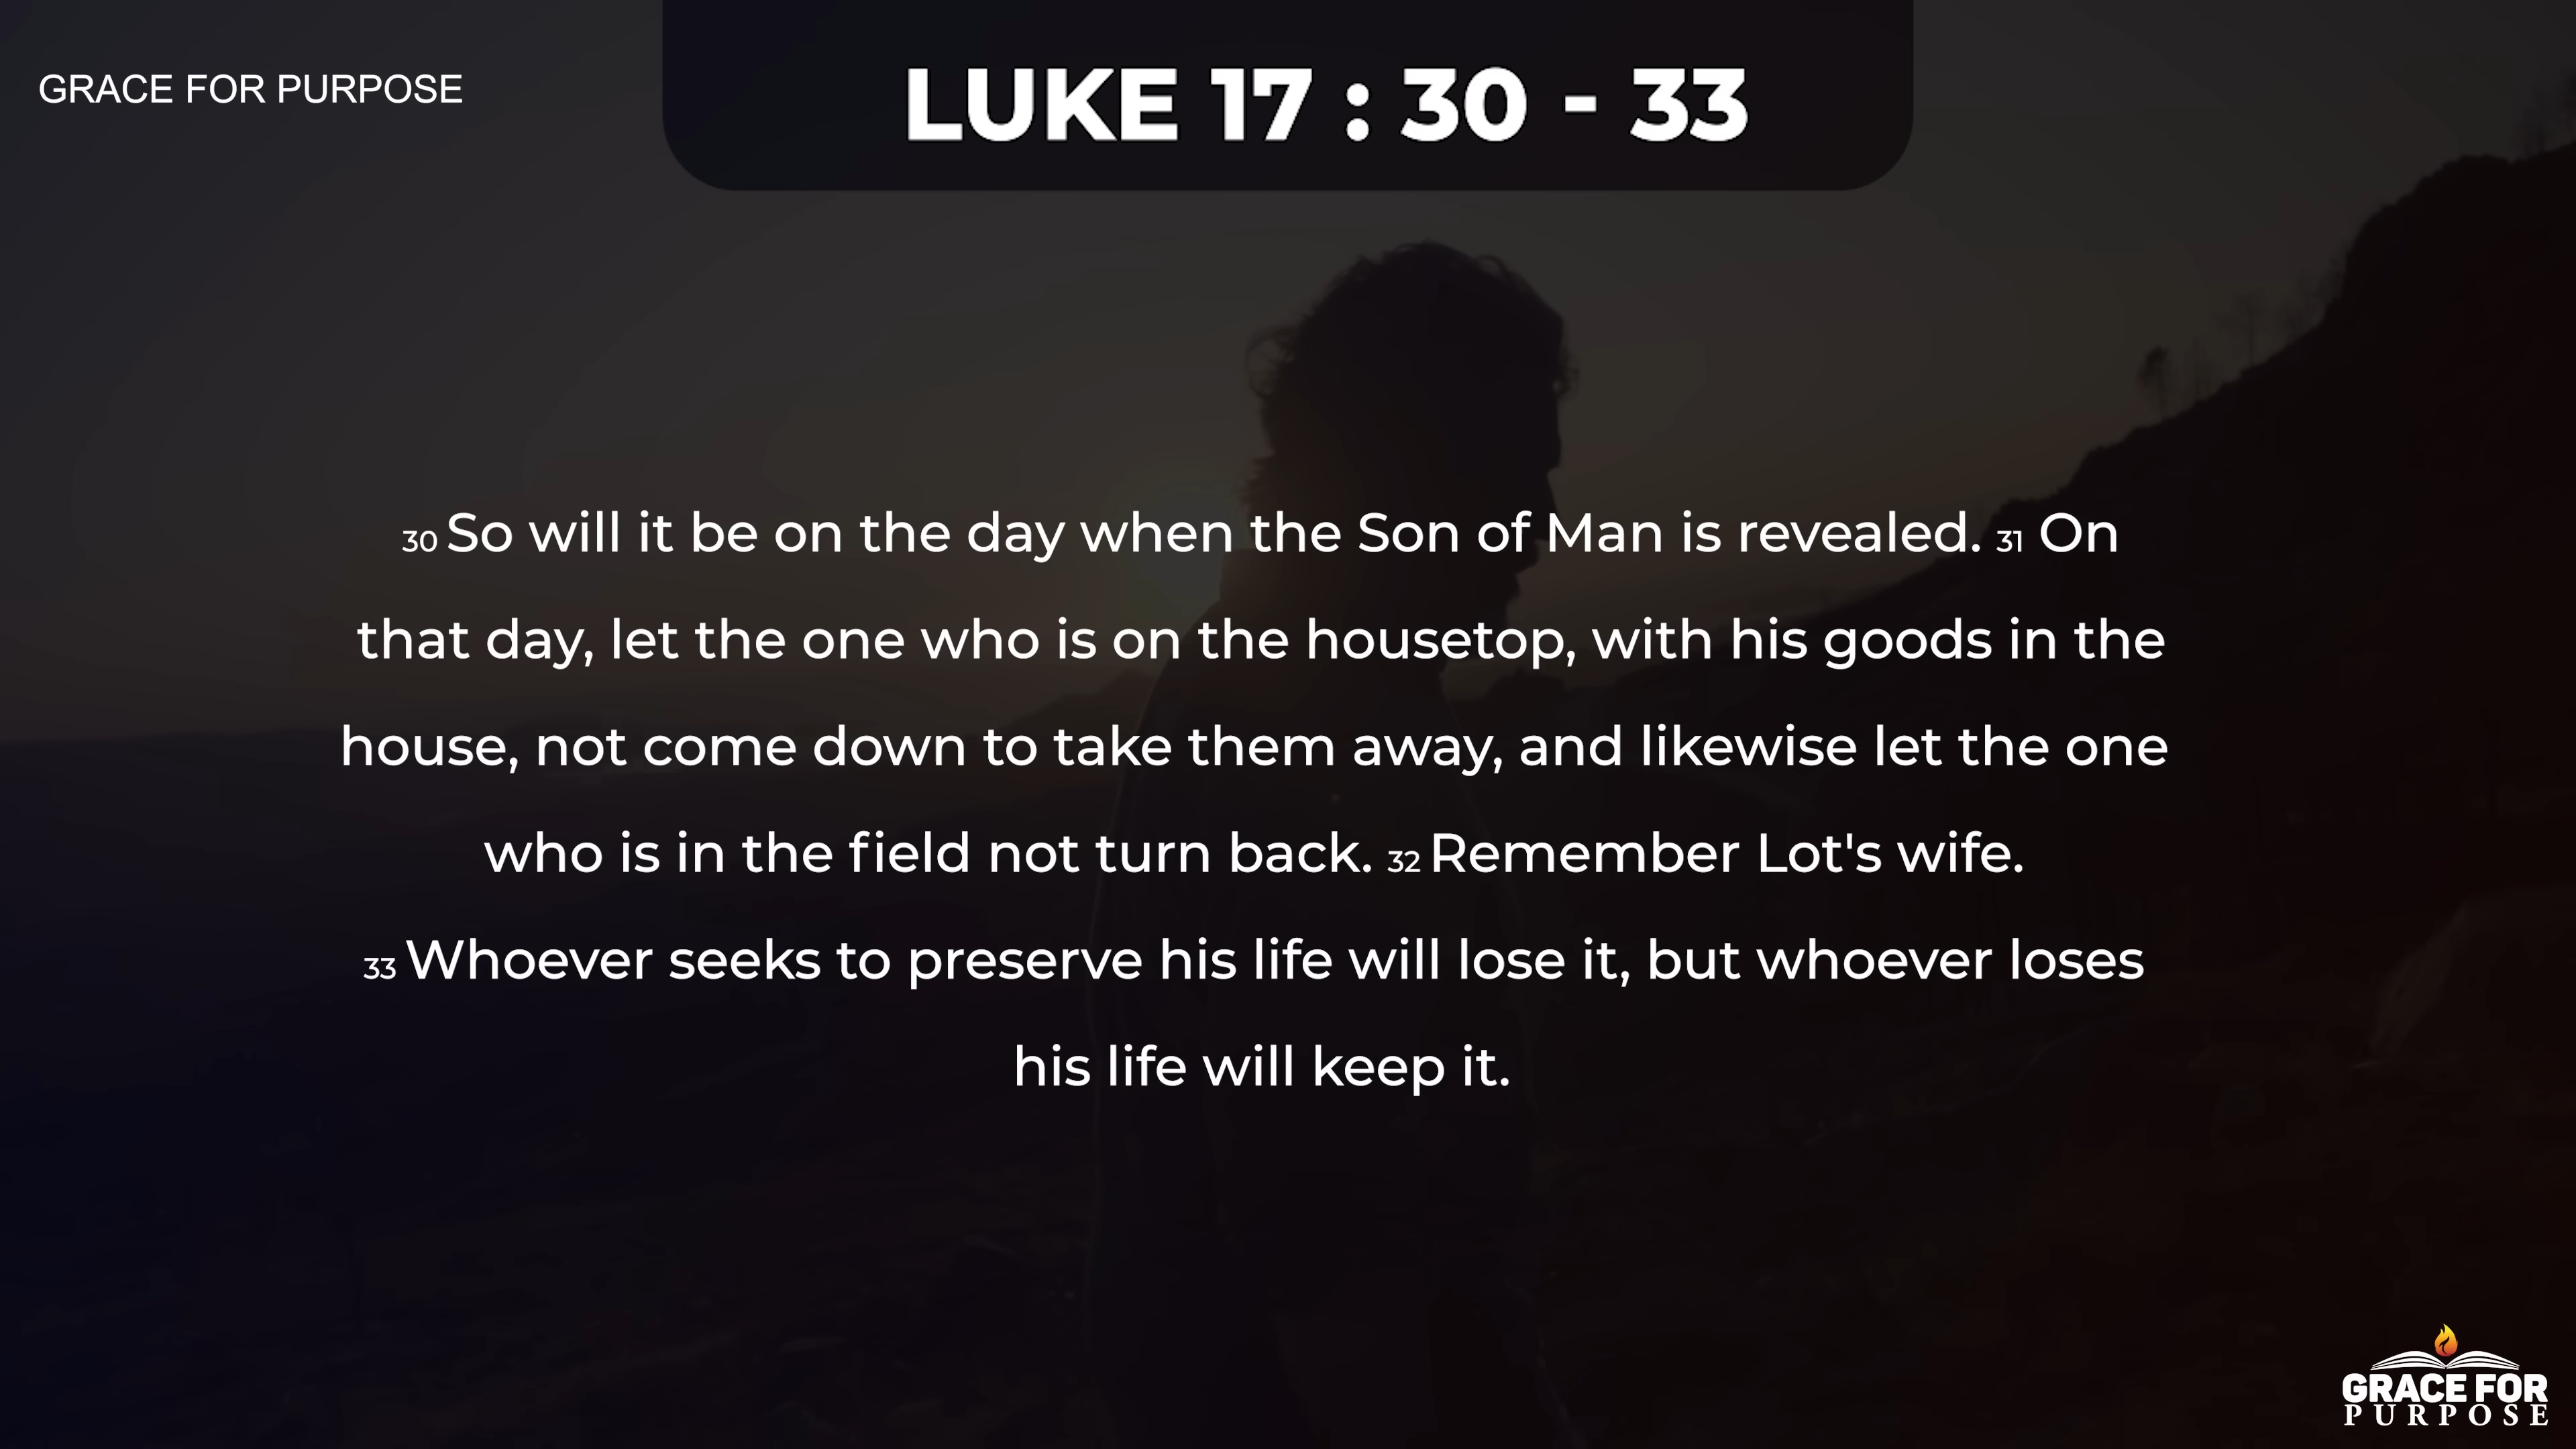 GRACE FOR PURPOSE
LUKE 17 : 30 - 33
30 So will it be on the day when the Son of Man is revealed. 31 On
that day, let the one who is on the housetop, with his goods in the
house, not come down to take them away, and likewise let the one
who is in the field not turn back. 32 Remember Lot's wife.
33 Whoever seeks to preserve his life will lose it, but whoever loses
his life will keep it.
GRACE FOR
PURPOSE